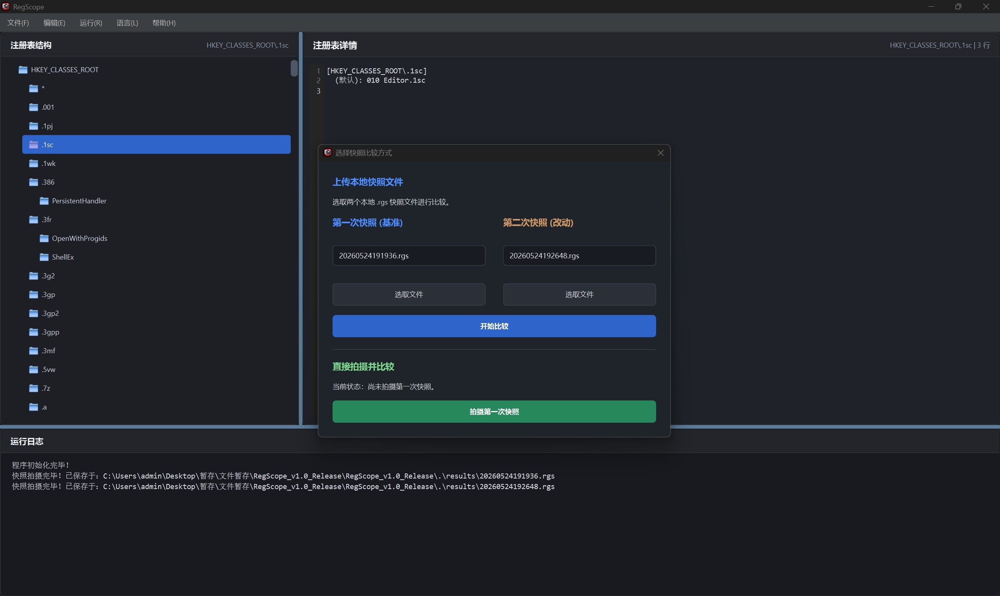 RegScope
文件(F) 编辑(E) 运行(R) 语言(L) 帮助(H)
注册表结构 HKEY_CLASSES_ROOT\.1sc
HKEY_CLASSES_ROOT
*
.001
.1pj
.1sc
.1wk
.386
PersistentHandler
.3fr
OpenWithProgids
ShellEx
.3g2
.3gp
.3gp2
.3gpp
.3mf
.5vw
.7z
.a
注册表详情 HKEY_CLASSES_ROOT\.1sc | 3 行
1 [HKEY_CLASSES_ROOT\.1sc]
2 (默认): 010 Editor.1sc
3
选择快照比较方式
上传本地快照文件
选取两个本地 .rgs 快照文件进行比较。
第一次快照 (基准) 第二次快照 (改动)
20260524191936.rgs 20260524192648.rgs
选取文件 选取文件
开始比较
直接拍摄并比较
当前状态：尚未拍摄第一次快照。
拍摄第一次快照
运行日志
程序初始化完毕！
快照拍摄完毕！已保存于：C:\Users\admin\Desktop\暂存\文件暂存\RegScope_v1.0_Release\RegScope_v1.0_Release\.\results\20260524191936.rgs
快照拍摄完毕！已保存于：C:\Users\admin\Desktop\暂存\文件暂存\RegScope_v1.0_Release\RegScope_v1.0_Release\.\results\20260524192648.rgs